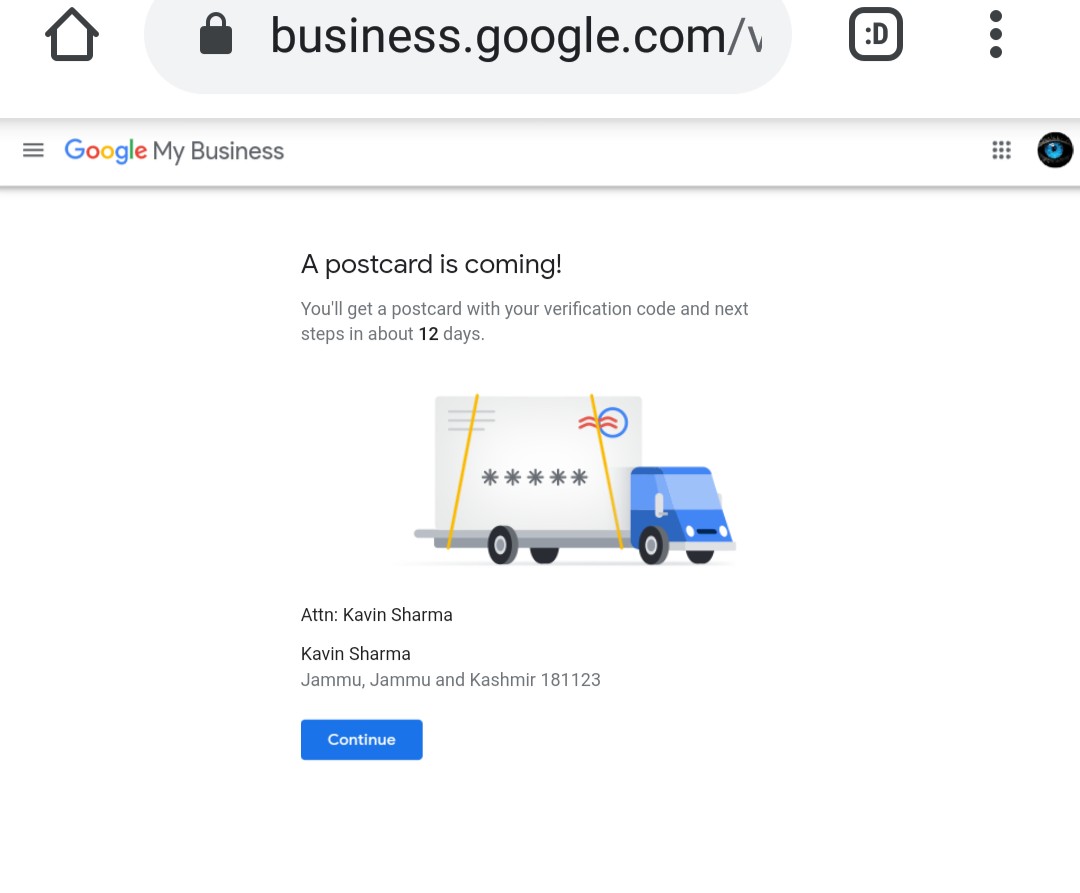 business.google.com/
:D
Google My Business
A postcard is coming!
You'll get a postcard with your verification code and next
steps in about 12 days.
*****
Attn: Kavin Sharma
Kavin Sharma
Jammu, Jammu and Kashmir 181123
Continue